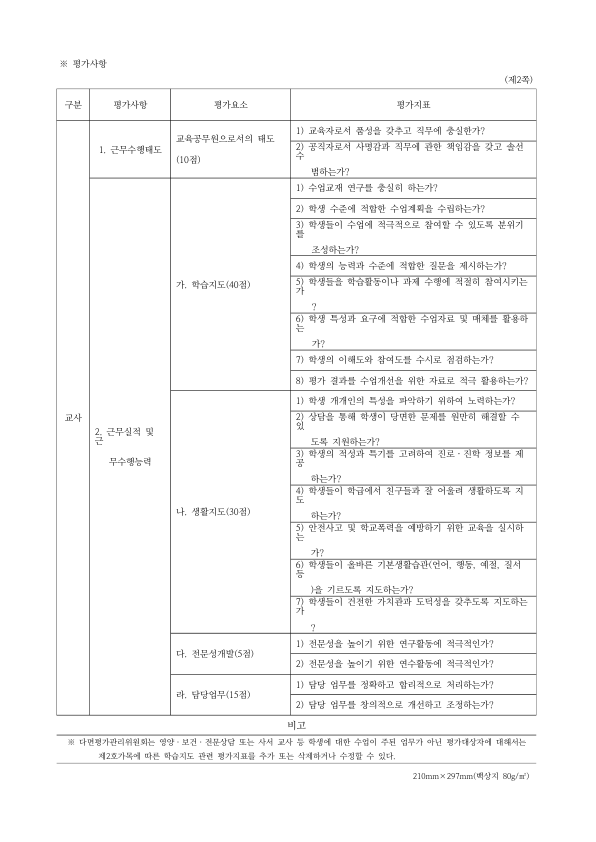 ※ 평가사항
(제2쪽)
구분 평가사항 평가요소 평가지표
교사
1. 근무수행태도
교육공무원으로서의 태도
(10점)
1) 교육자로서 품성을 갖추고 직무에 충실한가?
2) 공직자로서 사명감과 직무에 관한 책임감을 갖고 솔선
수
범하는가?
2. 근무실적 및
근
무수행능력
가. 학습지도(40점)
1) 수업교재 연구를 충실히 하는가?
2) 학생 수준에 적합한 수업계획을 수립하는가?
3) 학생들이 수업에 적극적으로 참여할 수 있도록 분위기
를
조성하는가?
4) 학생의 능력과 수준에 적합한 질문을 제시하는가?
5) 학생들을 학습활동이나 과제 수행에 적절히 참여시키는
가
?
6) 학생 특성과 요구에 적합한 수업자료 및 매체를 활용하
는
가?
7) 학생의 이해도와 참여도를 수시로 점검하는가?
8) 평가 결과를 수업개선을 위한 자료로 적극 활용하는가?
나. 생활지도(30점)
1) 학생 개개인의 특성을 파악하기 위하여 노력하는가?
2) 상담을 통해 학생이 당면한 문제를 원만히 해결할 수
있
도록 지원하는가?
3) 학생의 적성과 특기를 고려하여 진로ㆍ진학 정보를 제
공
하는가?
4) 학생들이 학급에서 친구들과 잘 어울려 생활하도록 지
도
하는가?
5) 안전사고 및 학교폭력을 예방하기 위한 교육을 실시하
는
가?
6) 학생들이 올바른 기본생활습관(언어, 행동, 예절, 질서
등
)을 기르도록 지도하는가?
7) 학생들이 건전한 가치관과 도덕성을 갖추도록 지도하는
가
?
다. 전문성개발(5점)
1) 전문성을 높이기 위한 연구활동에 적극적인가?
2) 전문성을 높이기 위한 연수활동에 적극적인가?
라. 담당업무(15점)
1) 담당 업무를 정확하고 합리적으로 처리하는가?
2) 담당 업무를 창의적으로 개선하고 조정하는가?
비고
※ 다면평가관리위원회는 영양ㆍ보건ㆍ전문상담 또는 사서 교사 등 학생에 대한 수업이 주된 업무가 아닌 평가대상자에 대해서는
제2호가목에 따른 학습지도 관련 평가지표를 추가 또는 삭제하거나 수정할 수 있다.
210mm×297mm(백상지 80g/㎡)